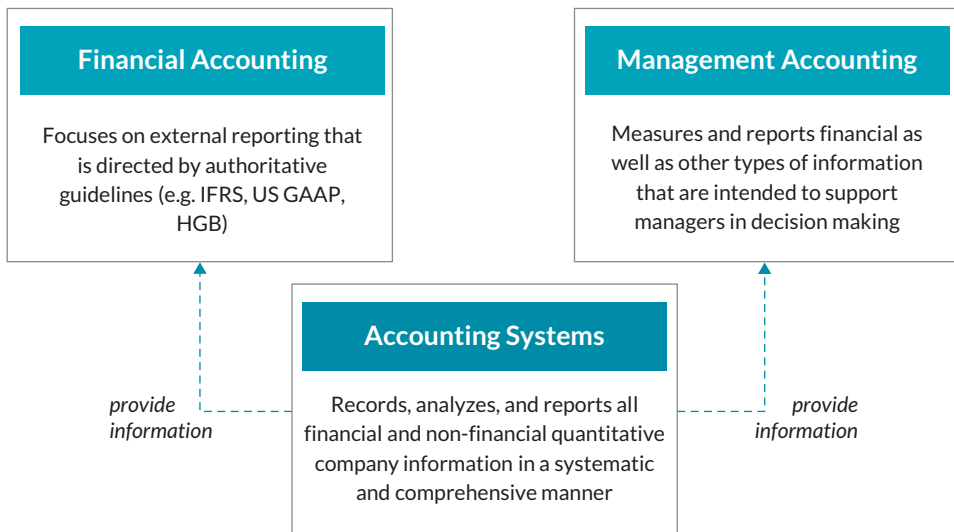 Financial Accounting
Focuses on external reporting that
is directed by authoritative
guidelines (e.g. IFRS, US GAAP,
HGB)
Management Accounting
Measures and reports financial as
well as other types of information
that are intended to support
managers in decision making
Accounting Systems
Records, analyzes, and reports all
financial and non-financial quantitative
company information in a systematic
and comprehensive manner
provide
information
provide
information